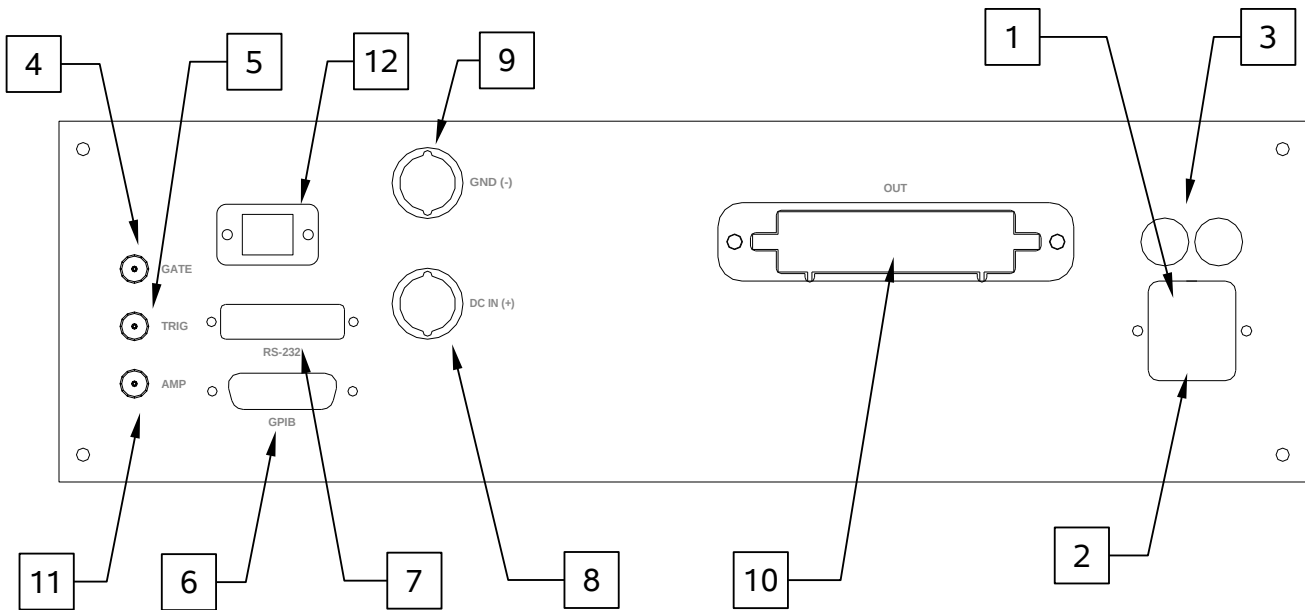 1
3
4
5
12
9
GND (-)
OUT
GATE
DC IN (+)
TRIG
RS-232
AMP
GPIB
11
6
7
8
10
2